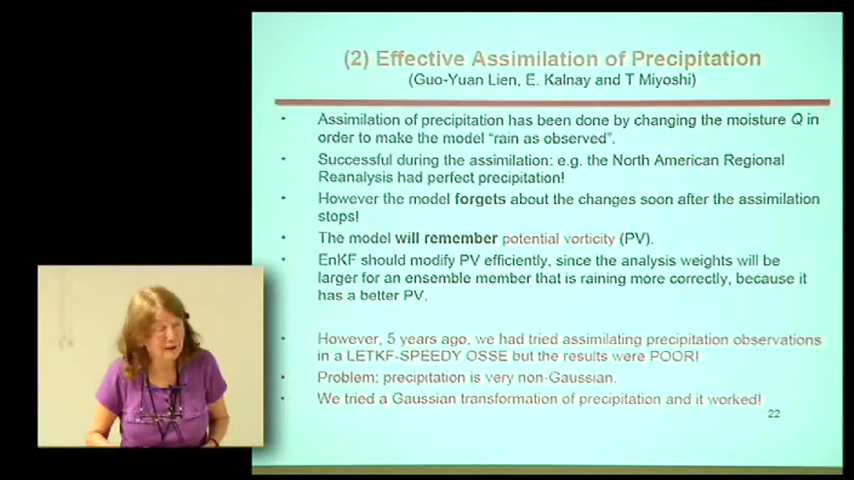 (2) Effective Assimilation of Precipitation
(Guo-Yuan Lien, E. Kalnay and T Miyoshi)
• Assimilation of precipitation has been done by changing the moisture Q in
order to make the model "rain as observed".
• Successful during the assimilation: e.g. the North American Regional
Reanalysis had perfect precipitation!
• However the model forgets about the changes soon after the assimilation
stops!
• The model will remember potential vorticity (PV).
• EnKF should modify PV efficiently, since the analysis weights will be
larger for an ensemble member that is raining more correctly, because it
has a better PV.
• However, 5 years ago, we had tried assimilating precipitation observations
in a LETKF-SPEEDY OSSE but the results were POOR!
• Problem: precipitation is very non-Gaussian.
• We tried a Gaussian transformation of precipitation and it worked!
22